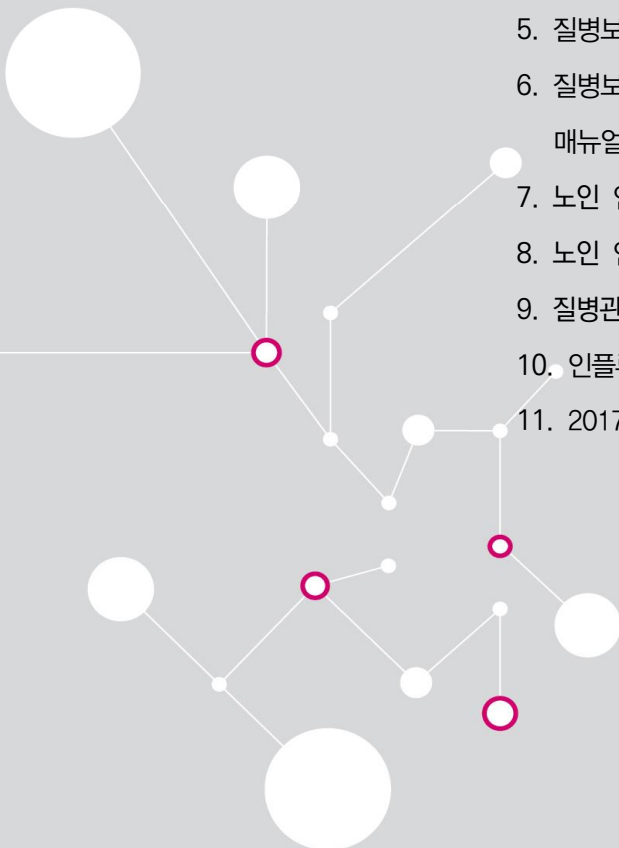 5. 질병보
6. 질병보
매뉴얼
7. 노인
8. 노인
9. 질병관
10. 인플
11. 2017